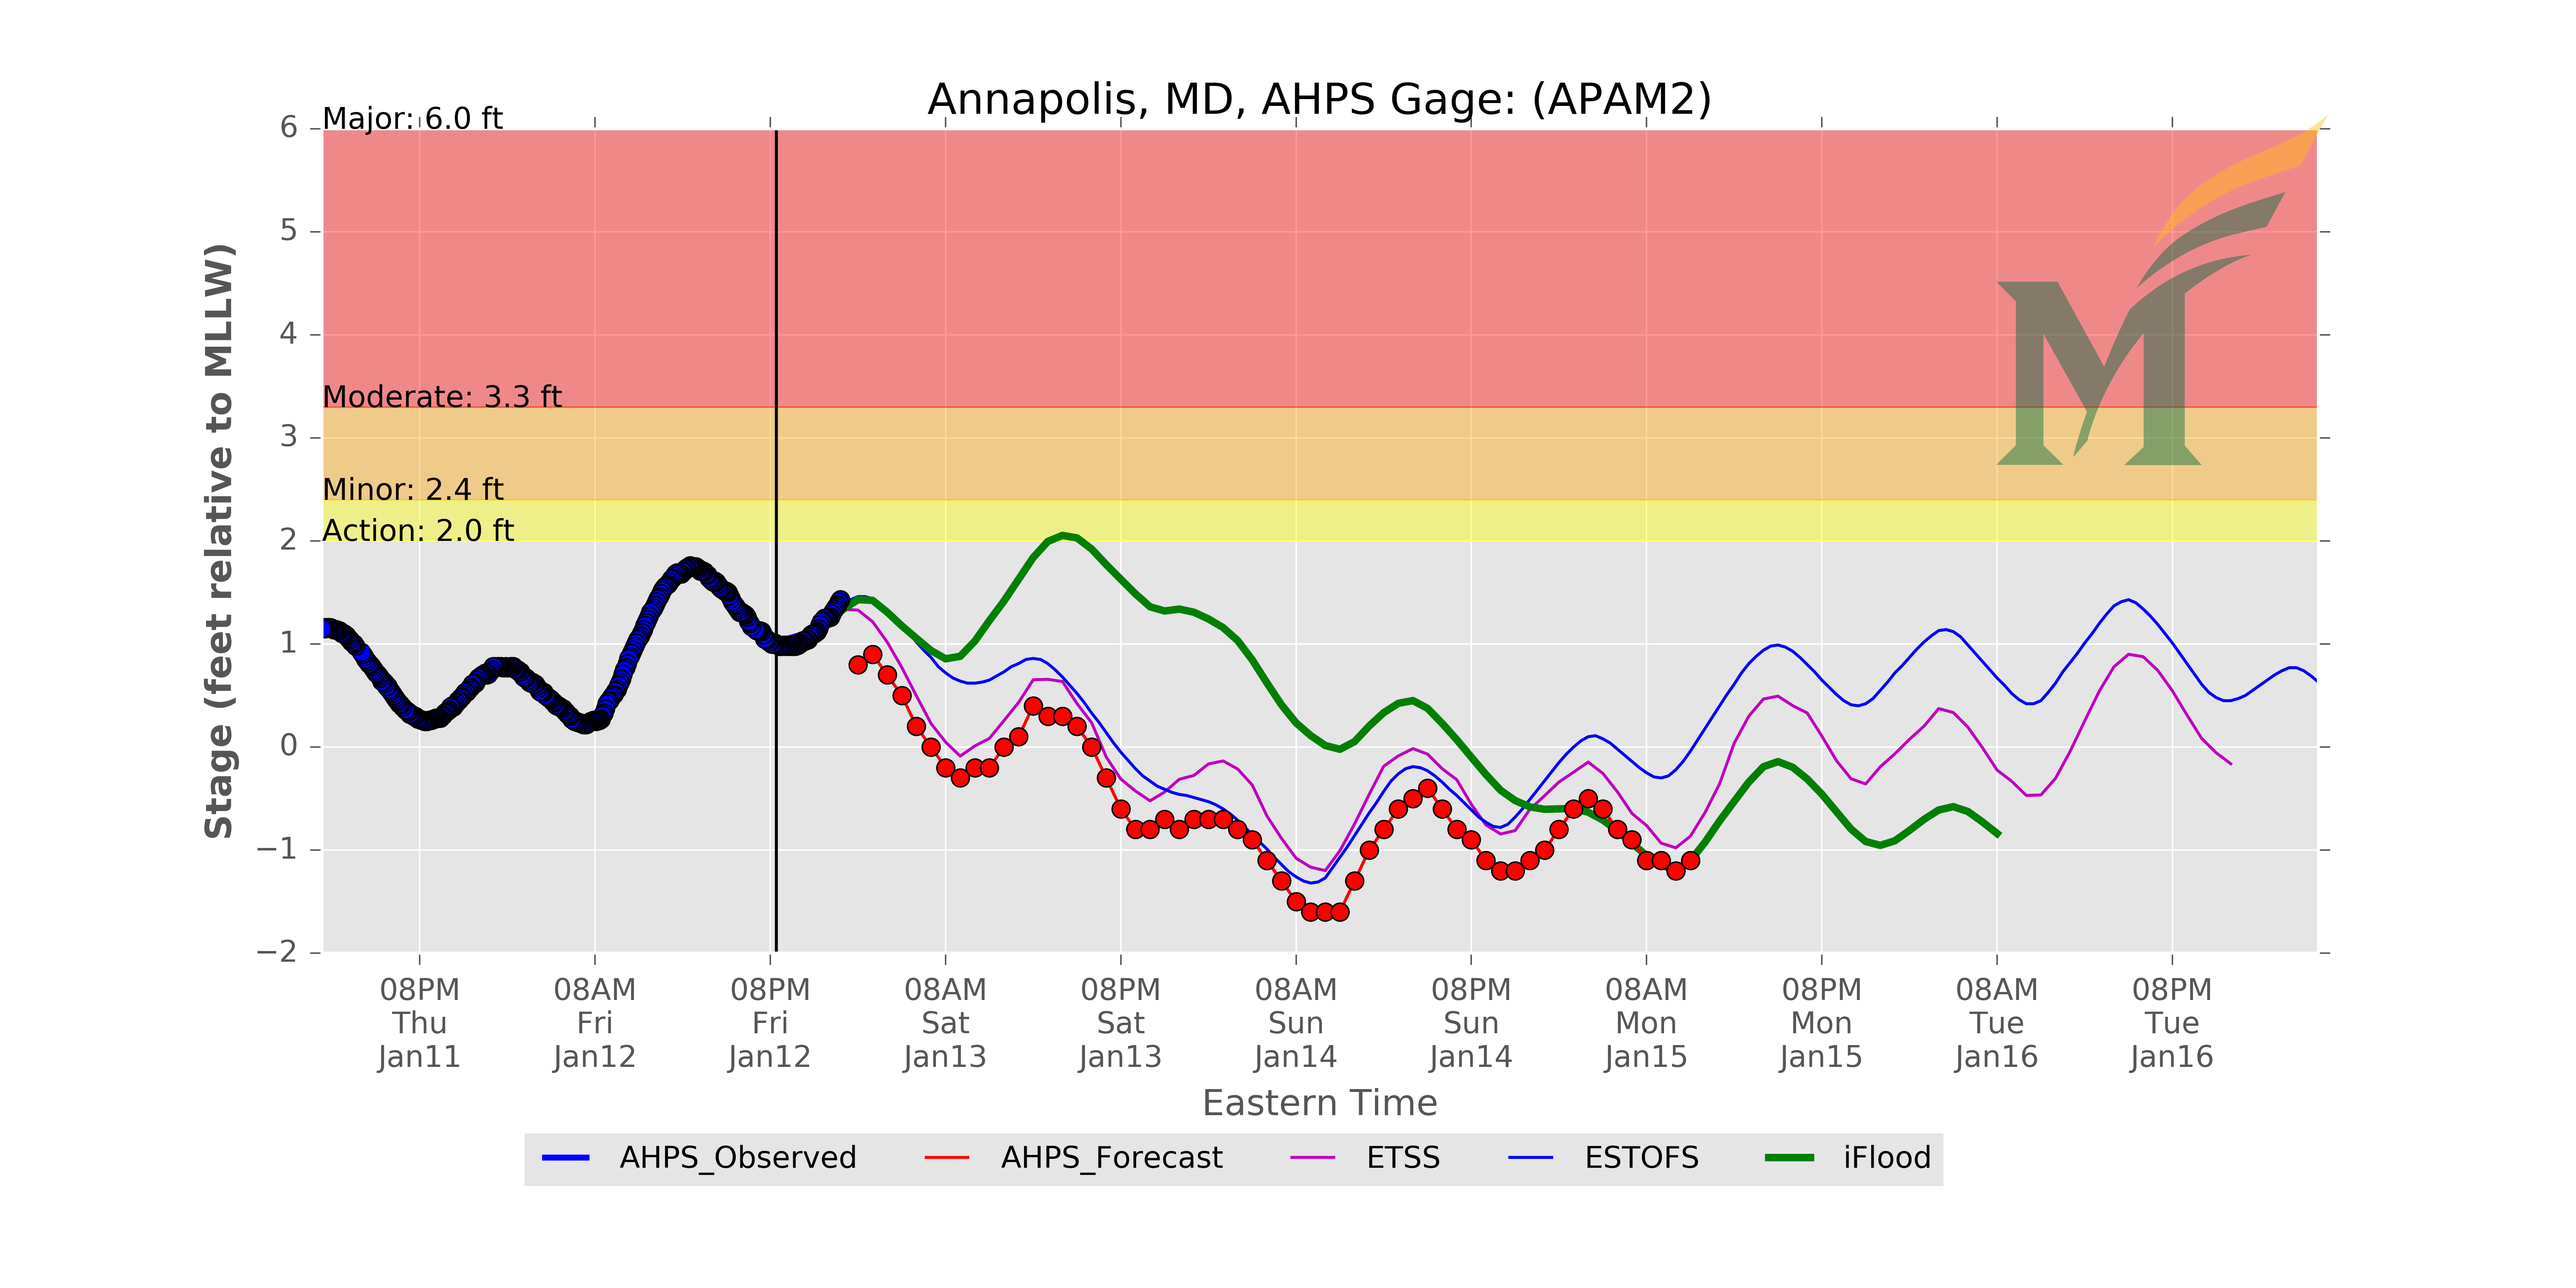 Annapolis, MD, AHPS Gage: (APAM2)
Major: 6.0 ft
Moderate: 3.3 ft
Minor: 2.4 ft
Action: 2.0 ft
6
5
4
3
2
1
0
−1
−2
Stage (feet relative to MLLW)
M
08PM 08AM 08PM 08AM 08PM 08AM 08PM 08AM 08PM 08AM 08PM
Thu Fri Fri Sat Sat Sun Sun Mon Mon Tue Tue
Jan11 Jan12 Jan12 Jan13 Jan13 Jan14 Jan14 Jan15 Jan15 Jan16 Jan16
Eastern Time
AHPS_Observed AHPS_Forecast ETSS ESTOFS iFlood